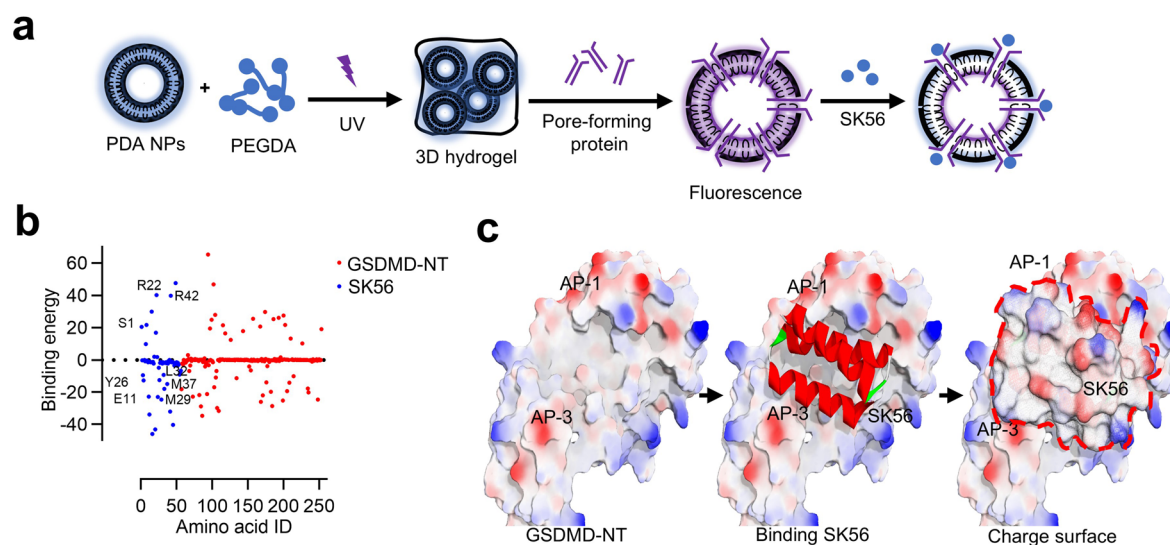 a
PDA NPs
+
PEGDA
UV
3D hydrogel
Pore-forming
protein
Fluorescence
SK56
b
Binding energy
60
40
20
0
-20
-40
R22
R42
S1
L32
Y26
M37
E11
M29
GSDMD-NT
SK56
0 50 100 150 200 250
Amino acid ID
c
AP-1
AP-3
GSDMD-NT
AP-1
AP-3
SK56
Binding SK56
AP-1
SK56
AP-3
Charge surface